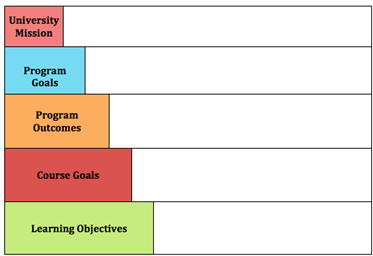 University
Mission
Program
Goals
Program
Outcomes
Course Goals
Learning Objectives